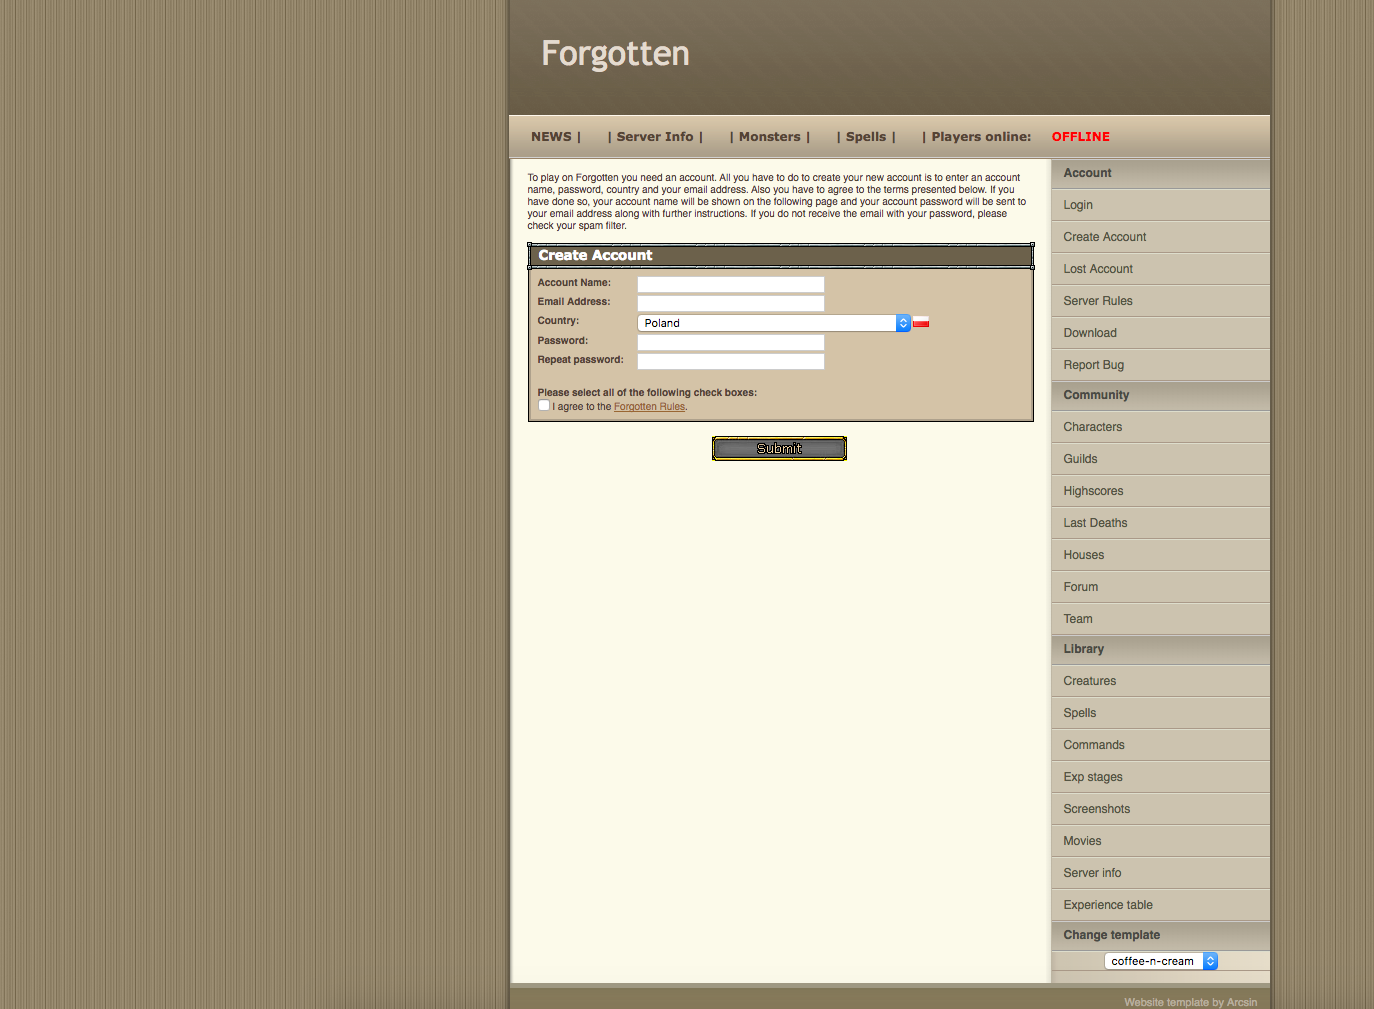 Forgotten
NEWS | | Server Info | | Monsters | | Spells | | Players online: OFFLINE
To play on Forgotten you need an account. All you have to do to create your new account is to enter an account
name, password, country and your email address. Also you have to agree to the terms presented below. If you
have done so, your account name will be shown on the following page and your account password will be sent to
your email address along with further instructions. If you do not receive the email with your password, please
check your spam filter.
Create Account
Account Name:
Email Address:
Country: Poland
Password:
Repeat password:
Please select all of the following check boxes:
I agree to the Forgotten Rules.
Submit
Account
Login
Create Account
Lost Account
Server Rules
Download
Report Bug
Community
Characters
Guilds
Highscores
Last Deaths
Houses
Forum
Team
Library
Creatures
Spells
Commands
Exp stages
Screenshots
Movies
Server info
Experience table
Change template
coffee-n-cream
Website template by Arcsin